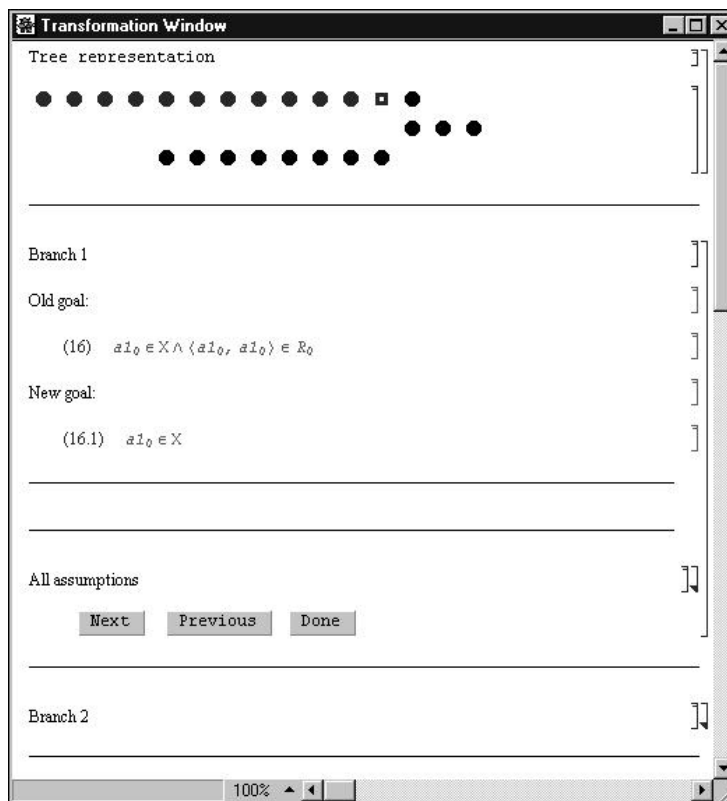 Transformation Window
Tree representation
Branch 1
Old goal:
(16) a1₀ ∈ X ∧ ⟨a1₀, a1₀⟩ ∈ R₀
New goal:
(16.1) a1₀ ∈ X
All assumptions
Next Previous Done
Branch 2
100%